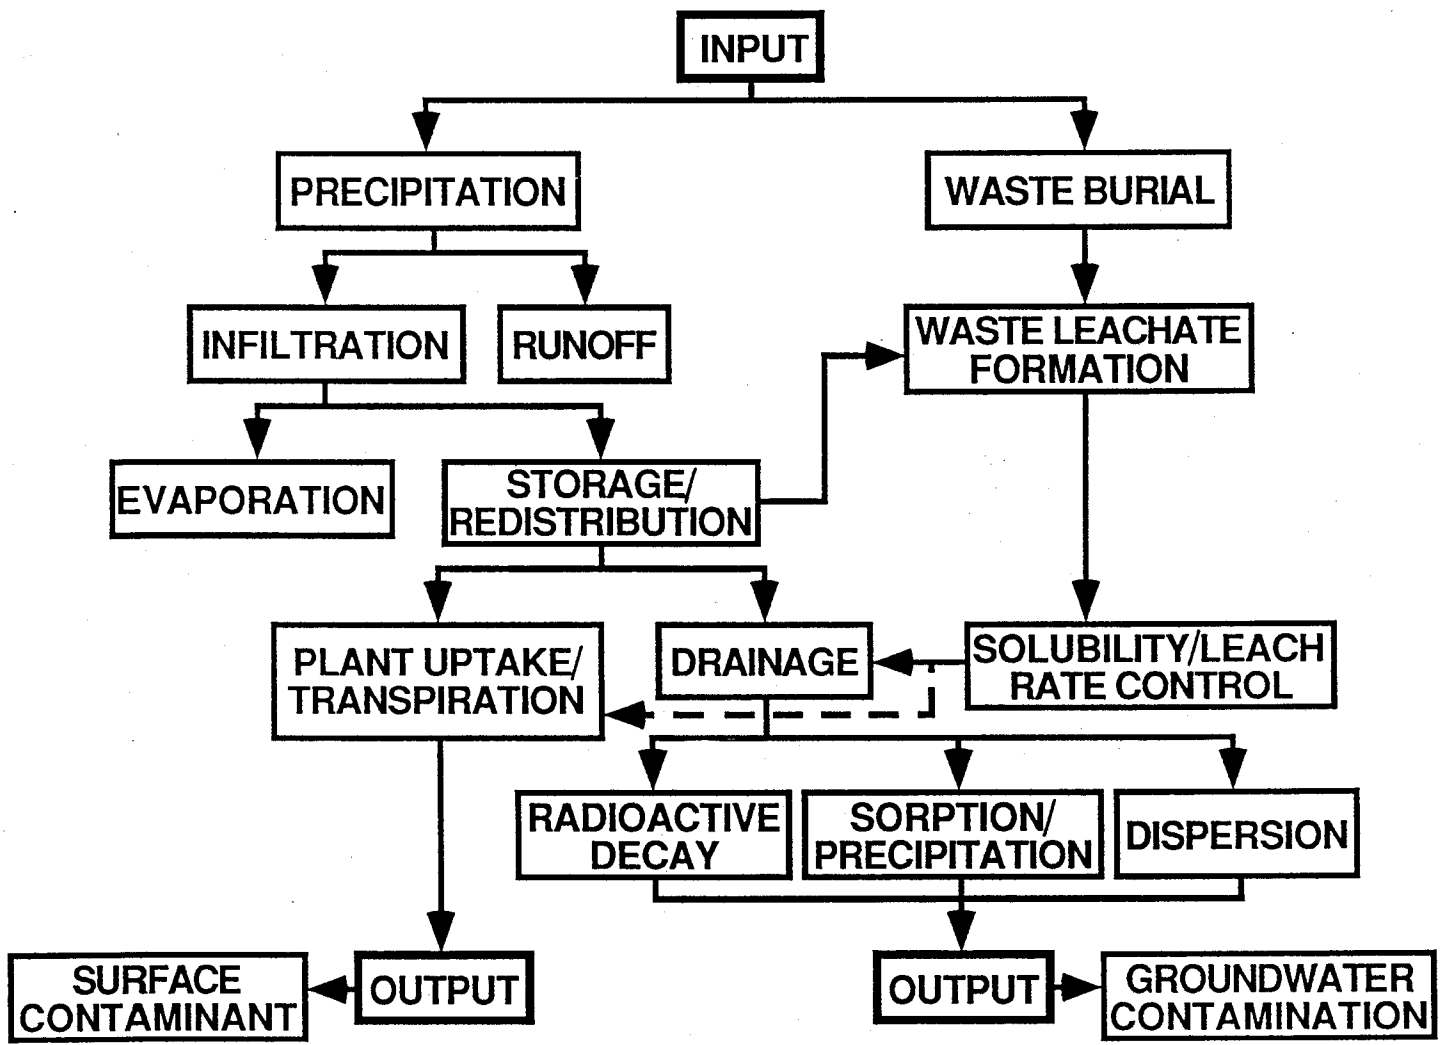 INPUT
PRECIPITATION
WASTE BURIAL
INFILTRATION
RUNOFF
WASTE LEACHATE
FORMATION
EVAPORATION
STORAGE/
REDISTRIBUTION
PLANT UPTAKE/
TRANSPIRATION
DRAINAGE
SOLUBILITY/LEACH
RATE CONTROL
RADIOACTIVE
DECAY
SORPTION/
PRECIPITATION
DISPERSION
SURFACE
CONTAMINANT
OUTPUT
OUTPUT
GROUNDWATER
CONTAMINATION